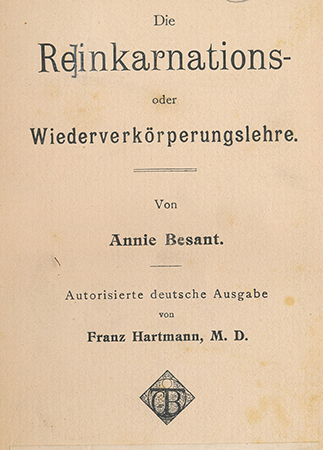 Die
Reinkarnations-
oder
Wiederverkörperungslehre.
Von
Annie Besant.
Autorisierte deutsche Ausgabe
von
Franz Hartmann, M. D.